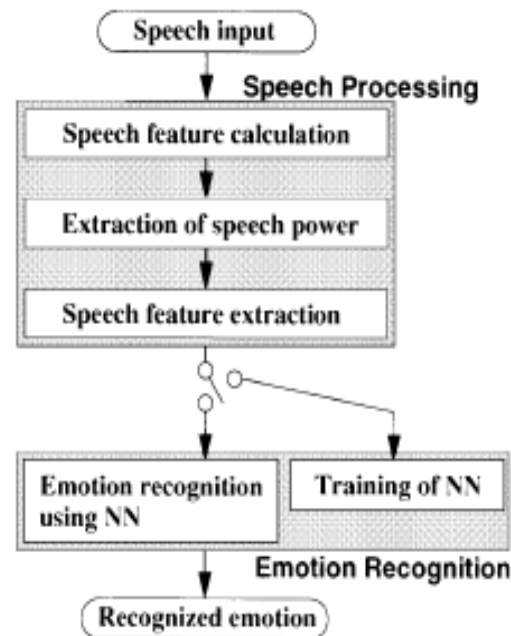 Speech input
Speech Processing
Speech feature calculation
Extraction of speech power
Speech feature extraction
Emotion recognition
using NN
Training of NN
Emotion Recognition
Recognized emotion